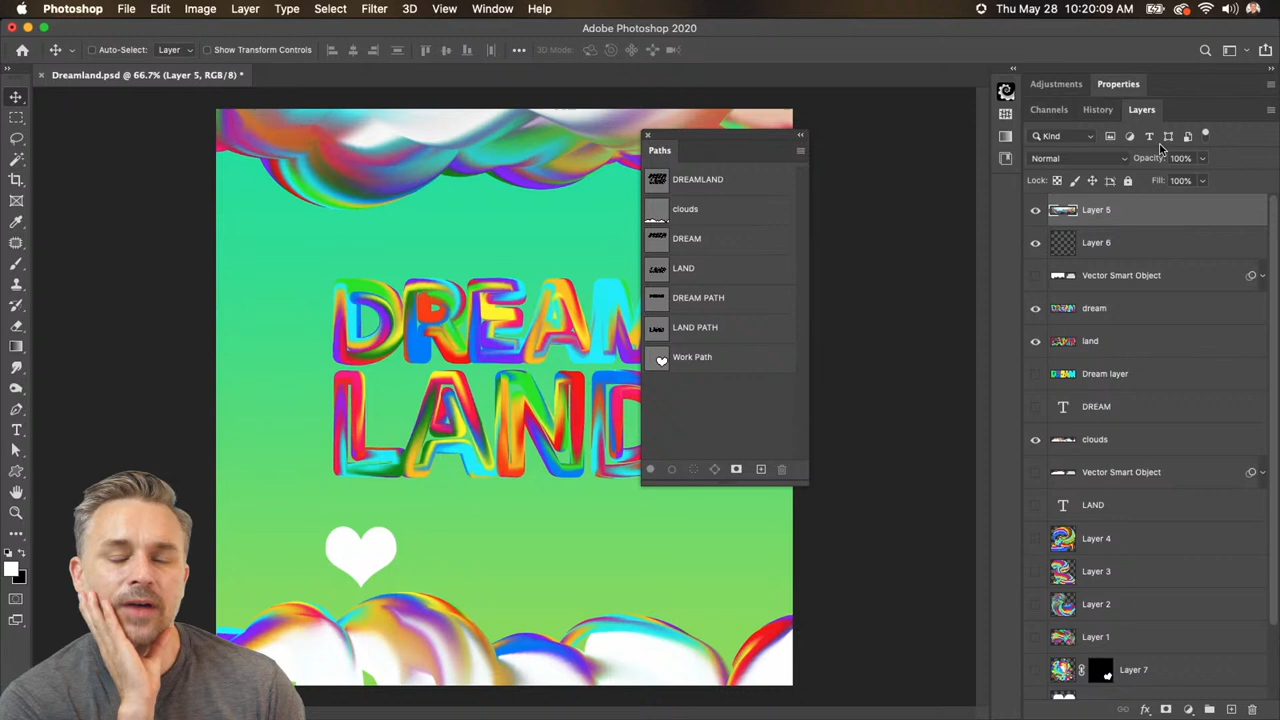 Photoshop File Edit Image Layer Type Select Filter 3D View Window Help Thu May 28 10:20:09 AM
Adobe Photoshop 2020
Auto-Select: Layer Show Transform Controls 3D Mode:
Dreamland.psd @ 66.7% (Layer 5, RGB/8) *
Adjustments Properties
Channels History Layers
Kind
Normal Opacity: 100%
Lock: Fill: 100%
Layer 5
Layer 6
Vector Smart Object
dream
land
Dream layer
DREAM
clouds
Vector Smart Object
LAND
Layer 4
Layer 3
Layer 2
Layer 1
Layer 7
Paths
DREAMLAND
clouds
DREAM
LAND
DREAM PATH
LAND PATH
Work Path
DREAM
LAND